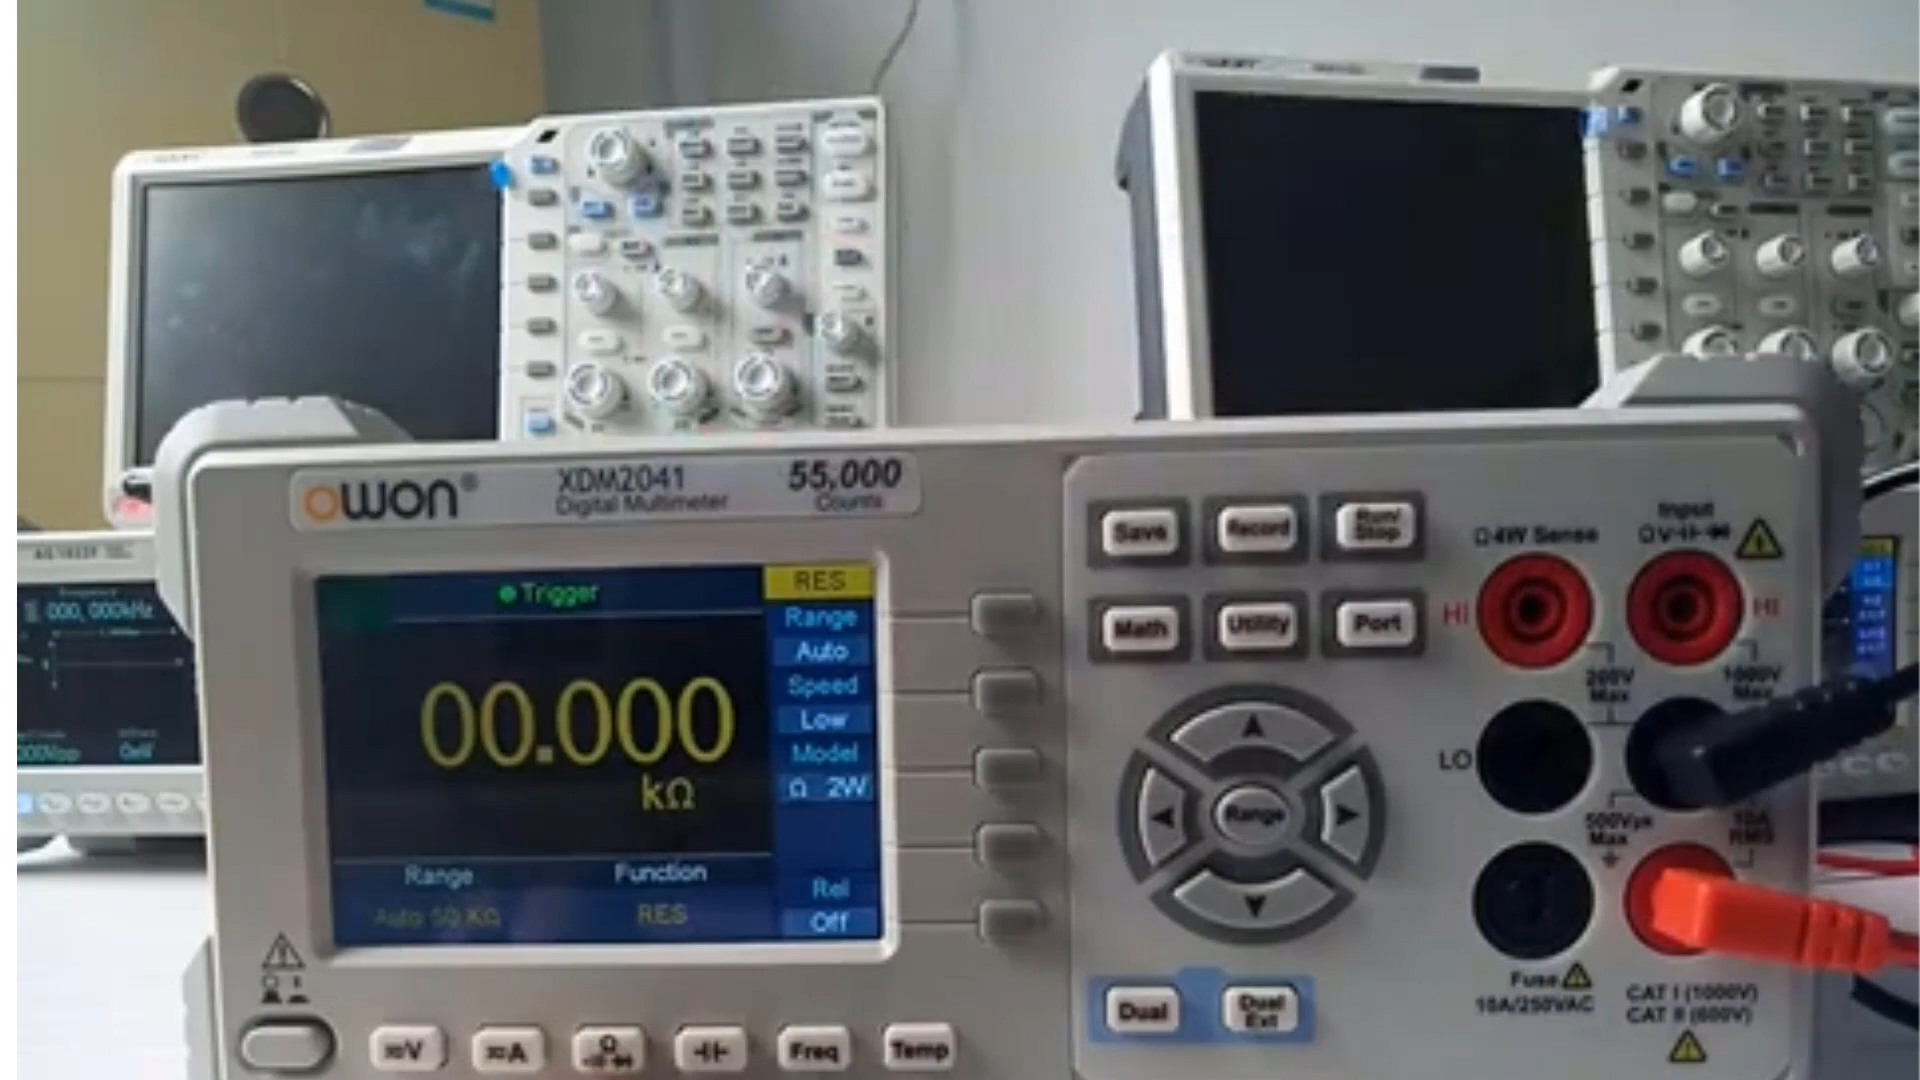 owon®
XDM2041
Digital Multimeter
55,000
Counts
Trigger
RES
Range
Auto
Speed
Low
Model
Ω 2W
Rel
Off
00.000
kΩ
Range
Function
Auto 50 KΩ
RES
Save
Record
Run/
Stop
Math
Utility
Port
Range
Dual
Dual
Ext
Ω4W Sense
Input
ΩV
HI
HI
200V
Max
1000V
Max
LO
500Vpk
Max
10A
RMS
Fuse
10A/250VAC
CAT I (1000V)
CAT II (600V)
V
A
Ω
Freq
Temp
0mV